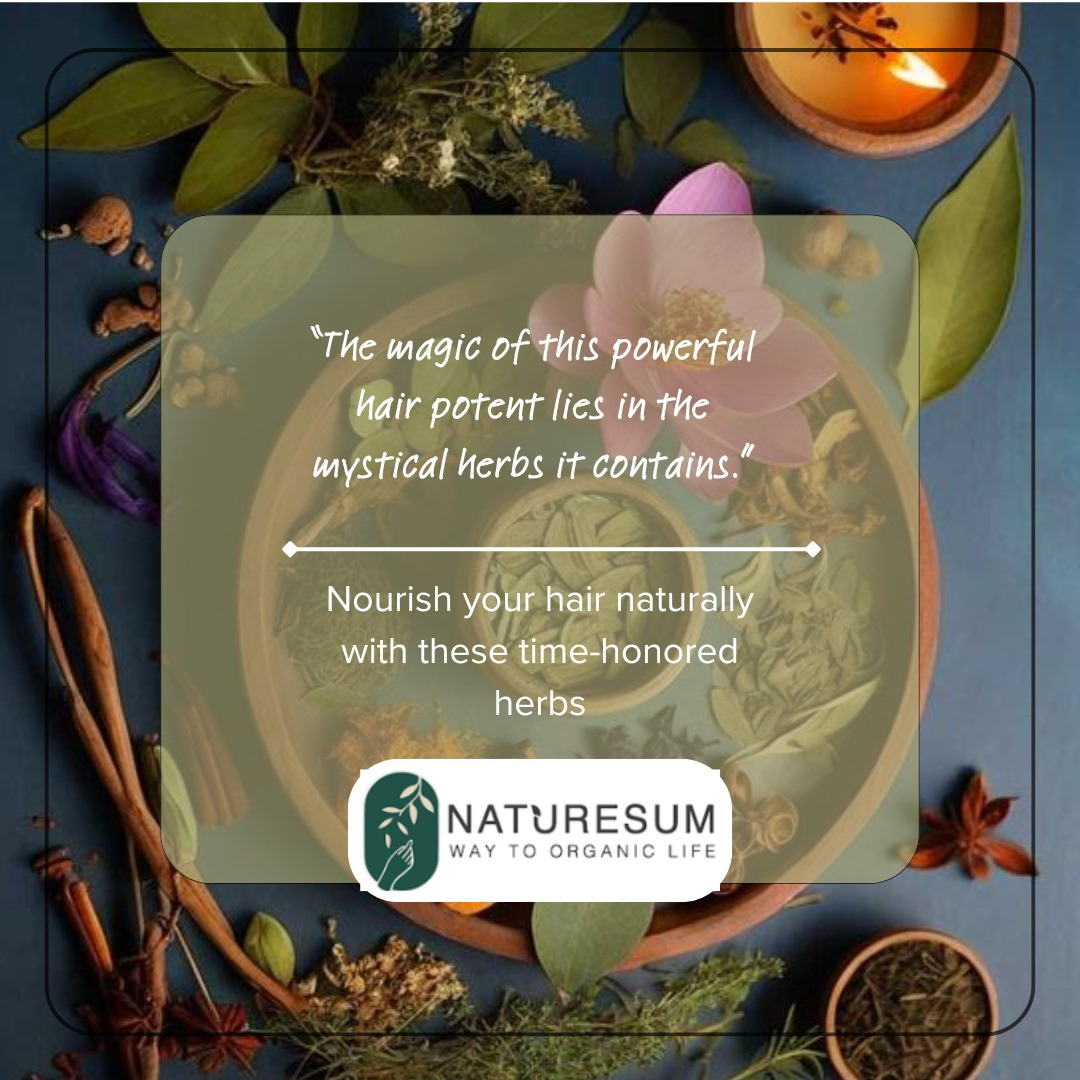 "The magic of this powerful
hair potent lies in the
mystical herbs it contains."
Nourish your hair naturally
with these time-honored
herbs
NATURESUM
WAY TO ORGANIC LIFE